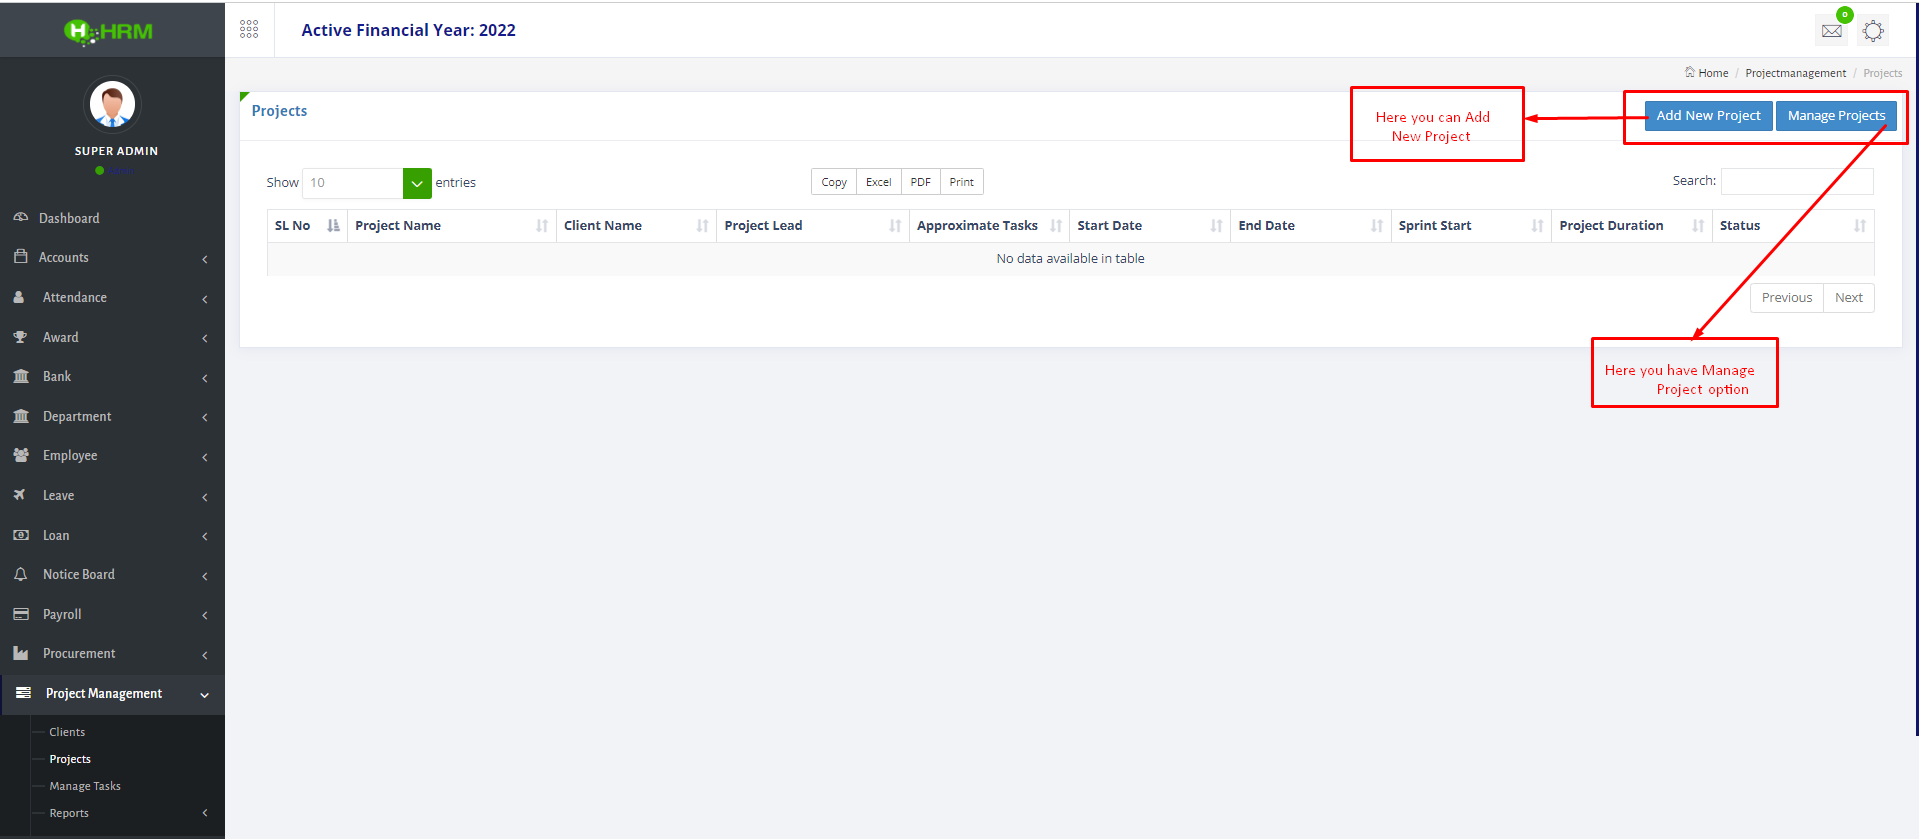 H HRM
Active Financial Year: 2022
0
Home / Projectmanagement / Projects
SUPER ADMIN
Dashboard
Accounts
Attendance
Award
Bank
Department
Employee
Leave
Loan
Notice Board
Payroll
Procurement
Project Management
Clients
Projects
Manage Tasks
Reports
Projects
Here you can Add
New Project
Add New Project Manage Projects
Show 10 entries
Copy Excel PDF Print
Search:
SL No Project Name Client Name Project Lead Approximate Tasks Start Date End Date Sprint Start Project Duration Status
No data available in table
Previous Next
Here you have Manage
Project option